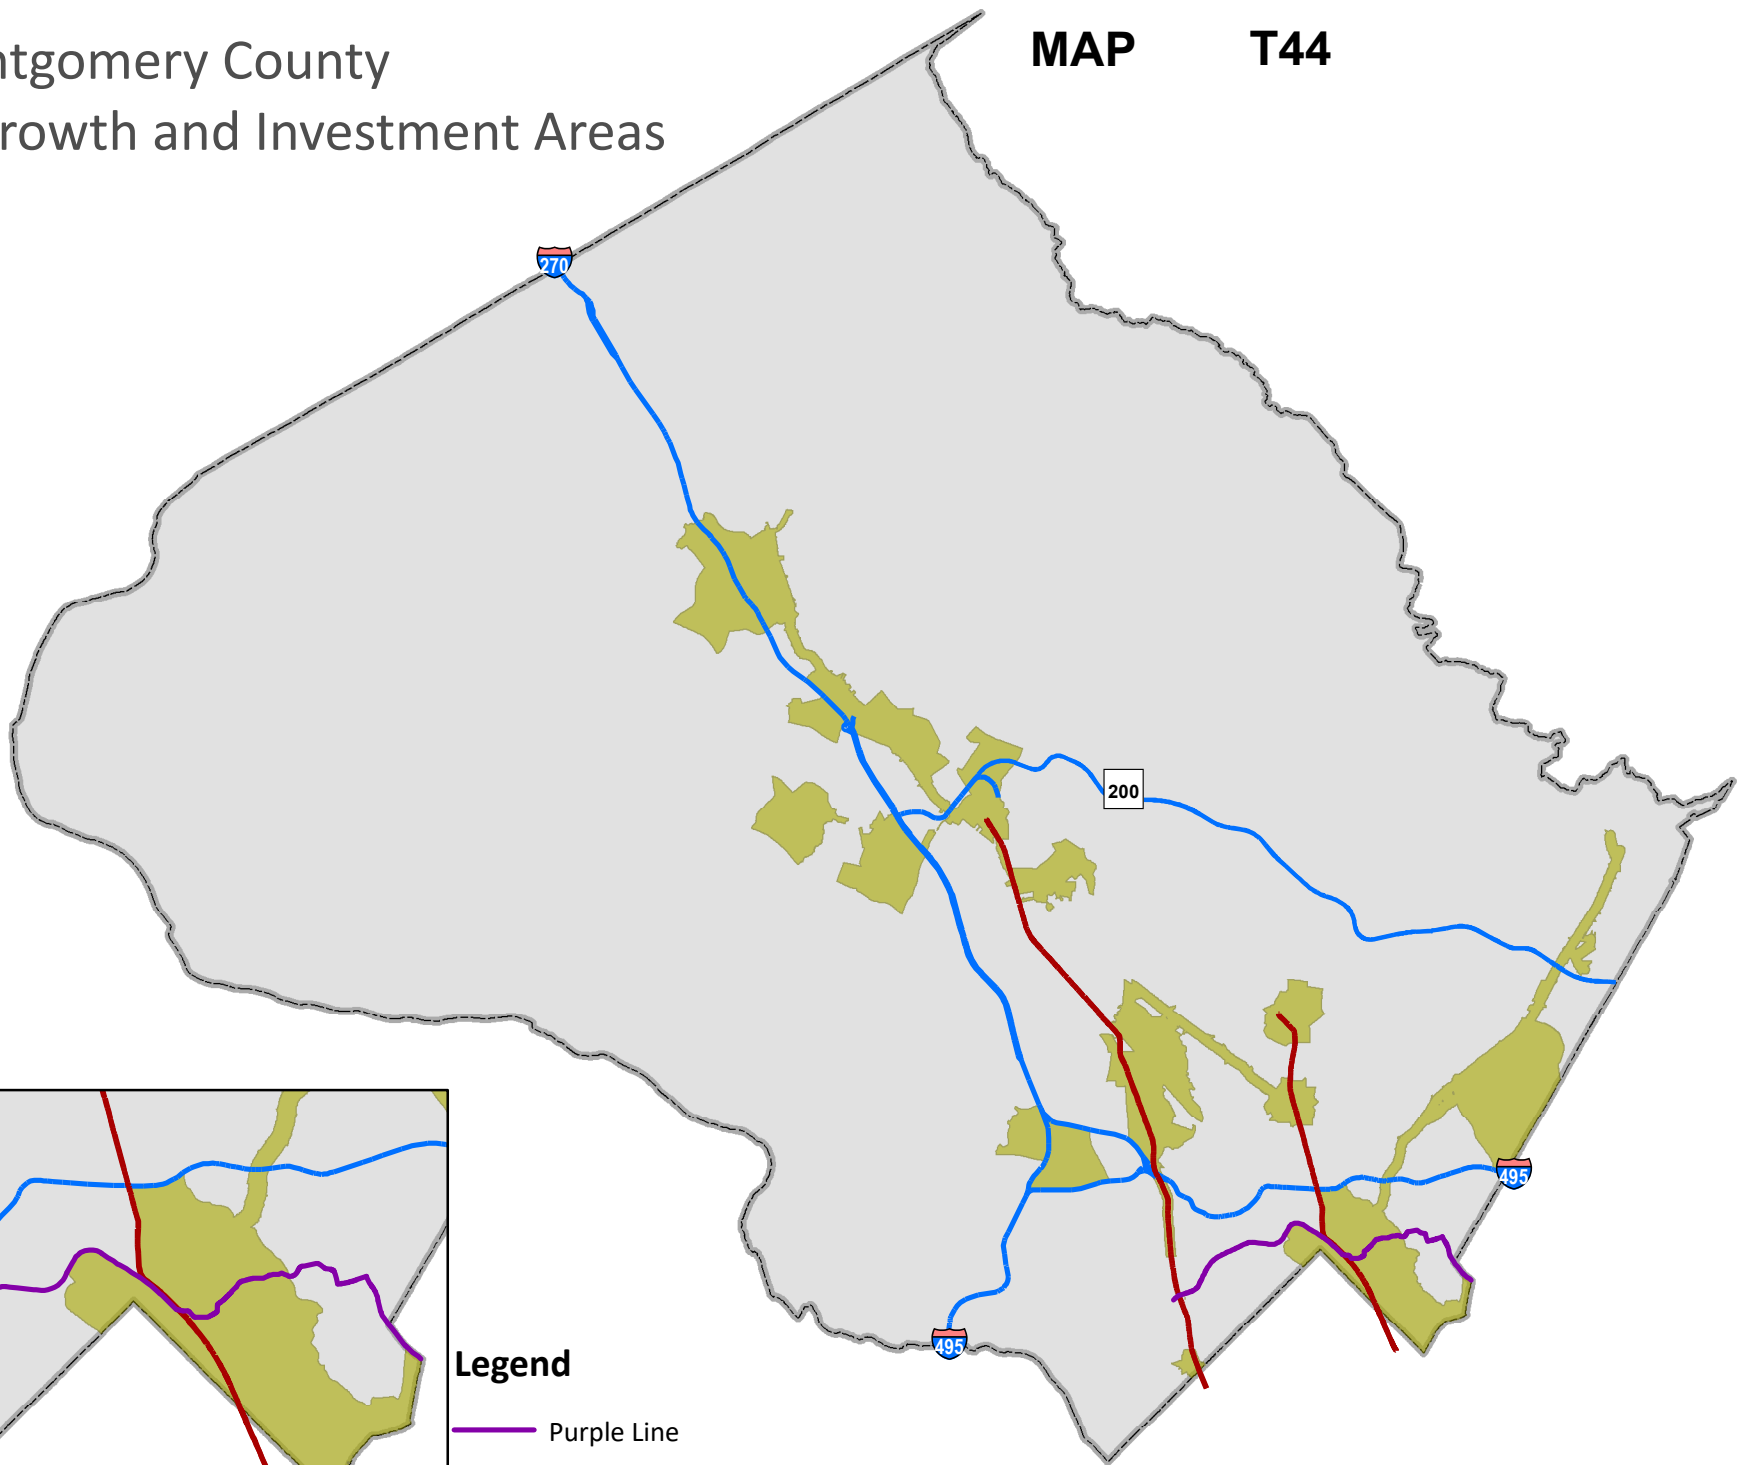 ntgomery County
rowth and Investment Areas
MAP T44
270
200
495
495
Legend
Purple Line